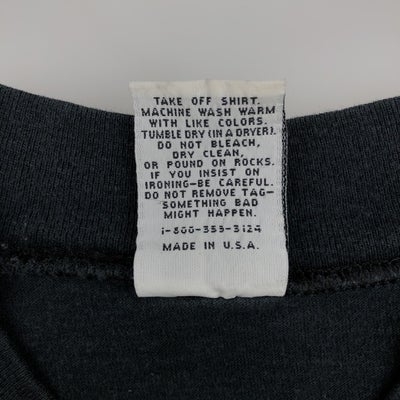 TAKE OFF SHIRT.
MACHINE WASH WARM
WITH LIKE COLORS.
TUMBLE DRY (IN A DRYER).
DO NOT BLEACH,
DRY CLEAN,
OR POUND ON ROCKS.
IF YOU INSIST ON
IRONING-BE CAREFUL.
DO NOT REMOVE TAG-
SOMETHING BAD
MIGHT HAPPEN.
1-800-353-3124
MADE IN U.S.A.